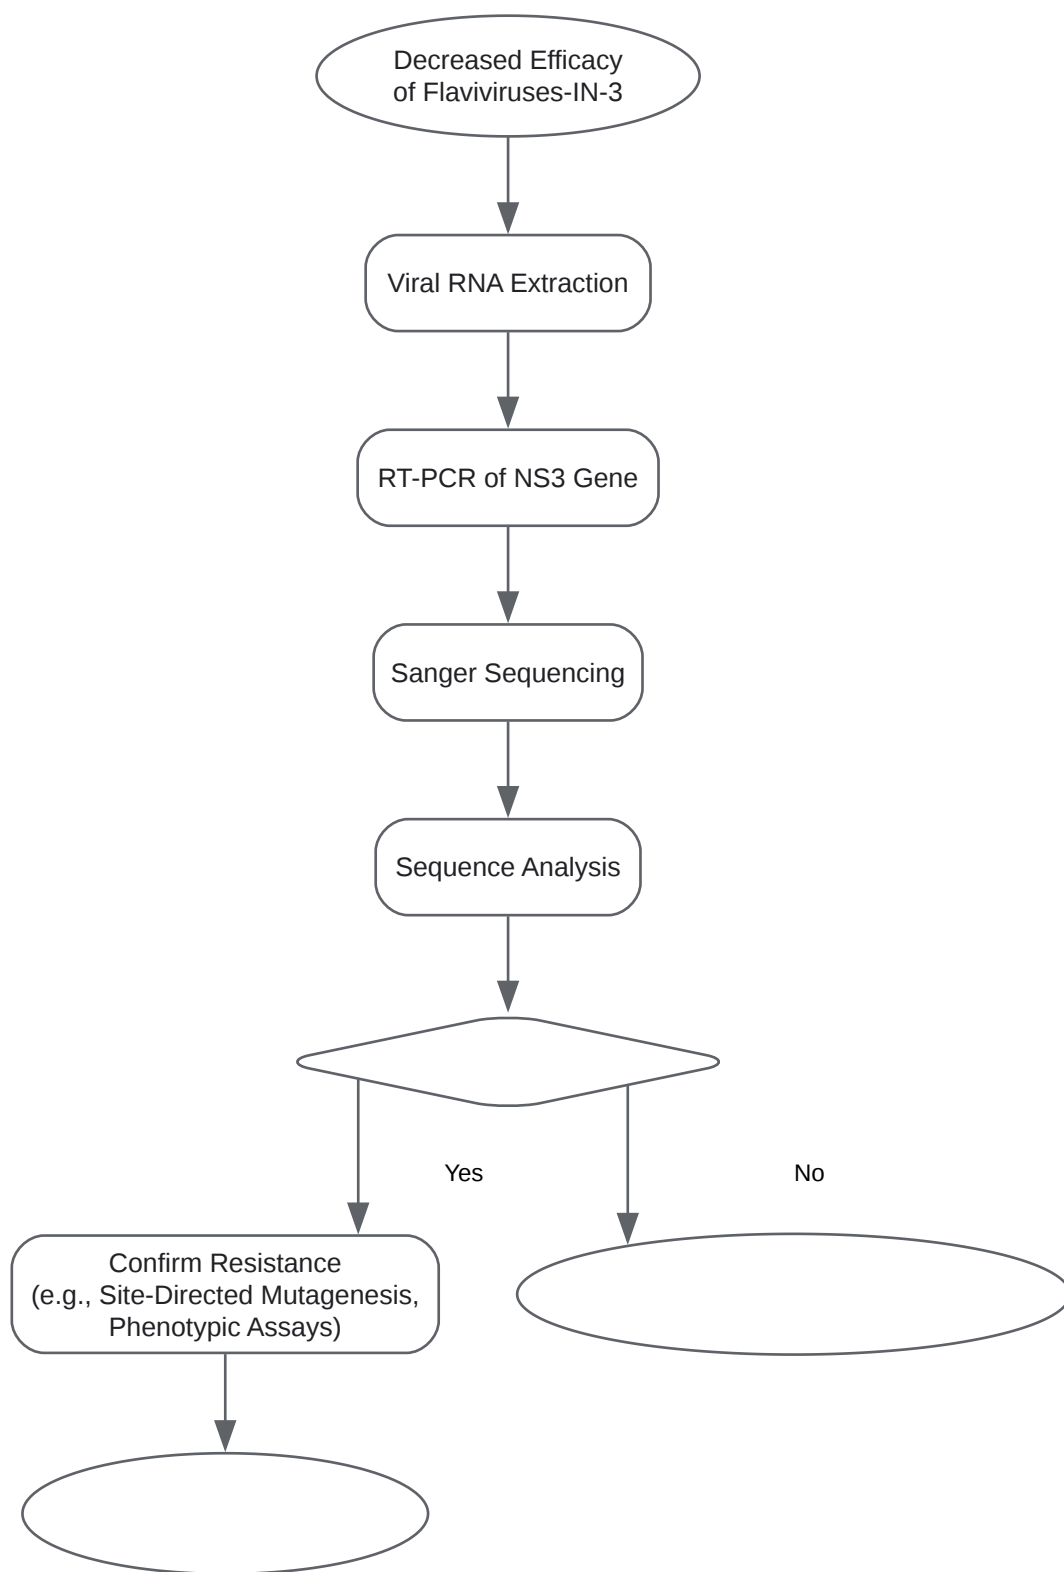 Decreased Efficacy
of Flaviviruses-IN-3
Viral RNA Extraction
RT-PCR of NS3 Gene
Sanger Sequencing
Sequence Analysis
Yes
No
Confirm Resistance
(e.g., Site-Directed Mutagenesis,
Phenotypic Assays)